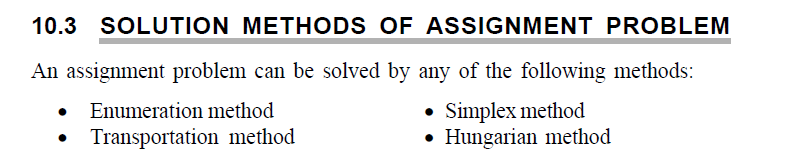 10.3 SOLUTION METHODS OF ASSIGNMENT PROBLEM
An assignment problem can be solved by any of the following methods:
• Enumeration method • Simplex method
• Transportation method • Hungarian method